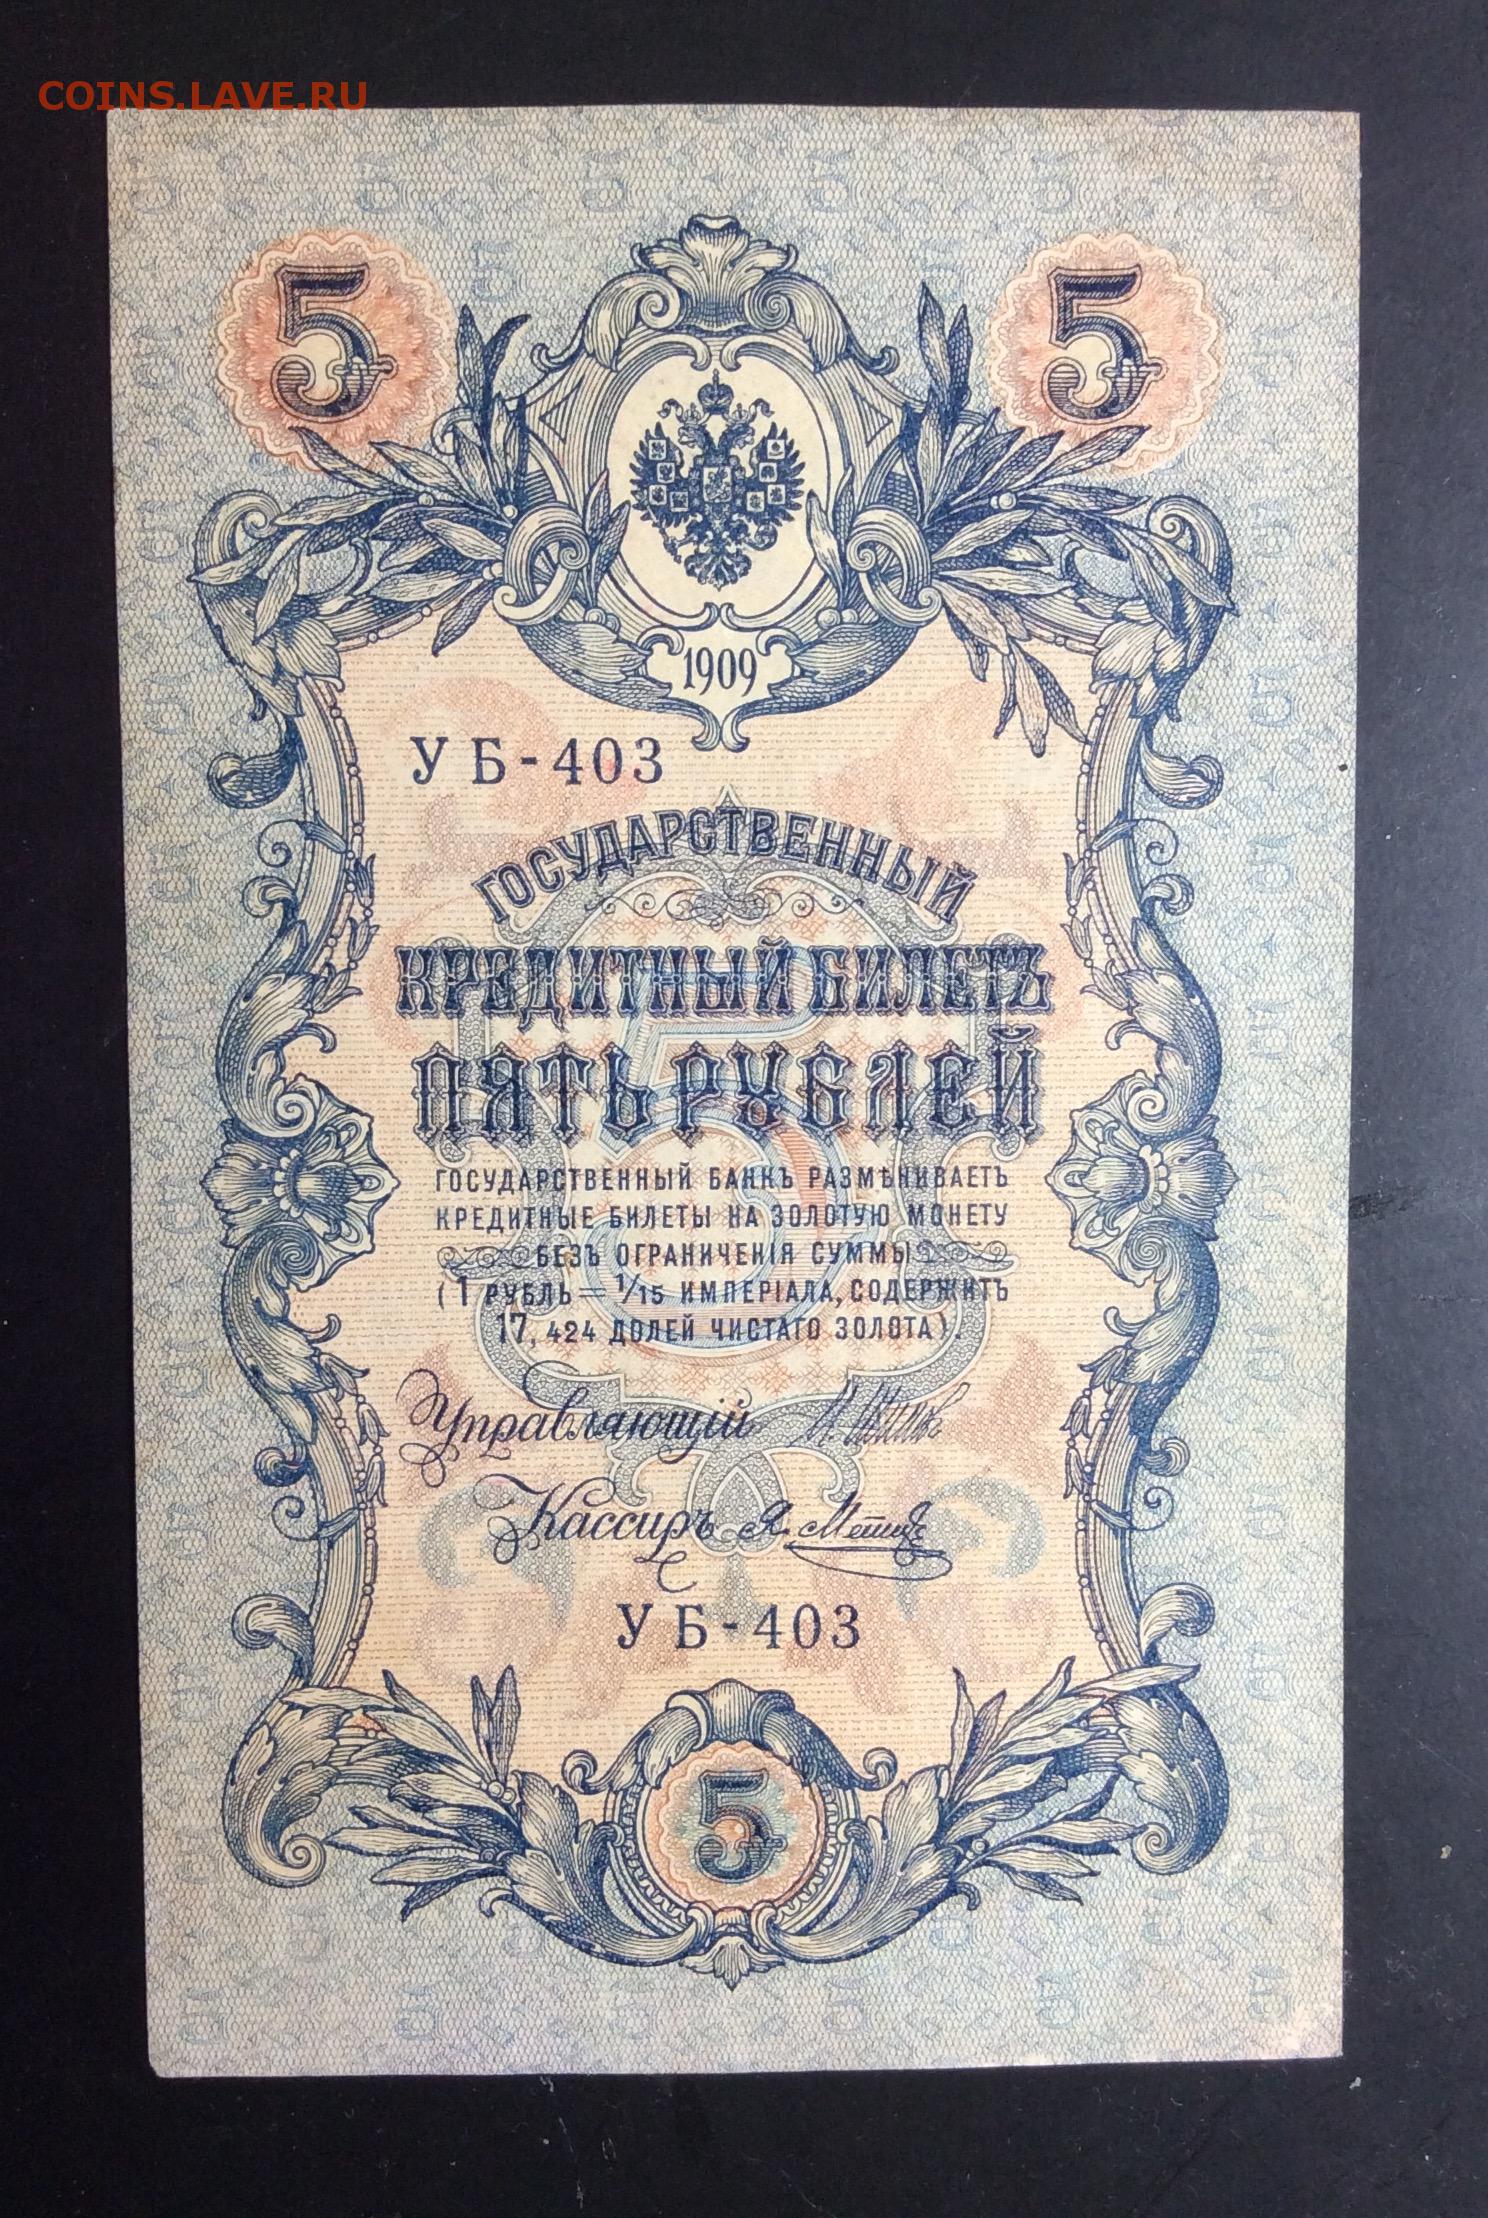 COINS.LAVE.RU
5 5
1909
УБ-403
ГОСУДАРСТВЕННЫЙ
КРЕДИТНЫЙ БИЛЕТЪ
ПЯТЬ РУБЛЕЙ
ГОСУДАРСТВЕННЫЙ БАНКЪ РАЗМѢНИВАЕТЪ
КРЕДИТНЫЕ БИЛЕТЫ НА ЗОЛОТУЮ МОНЕТУ
БЕЗЪ ОГРАНИЧЕНІЯ СУММЫ
(1 РУБЛЬ = 1/15 ИМПЕРІАЛА, СОДЕРЖИТЪ
17,424 ДОЛЕЙ ЧИСТАГО ЗОЛОТА).
Управляющій
Кассиръ
УБ-403
5